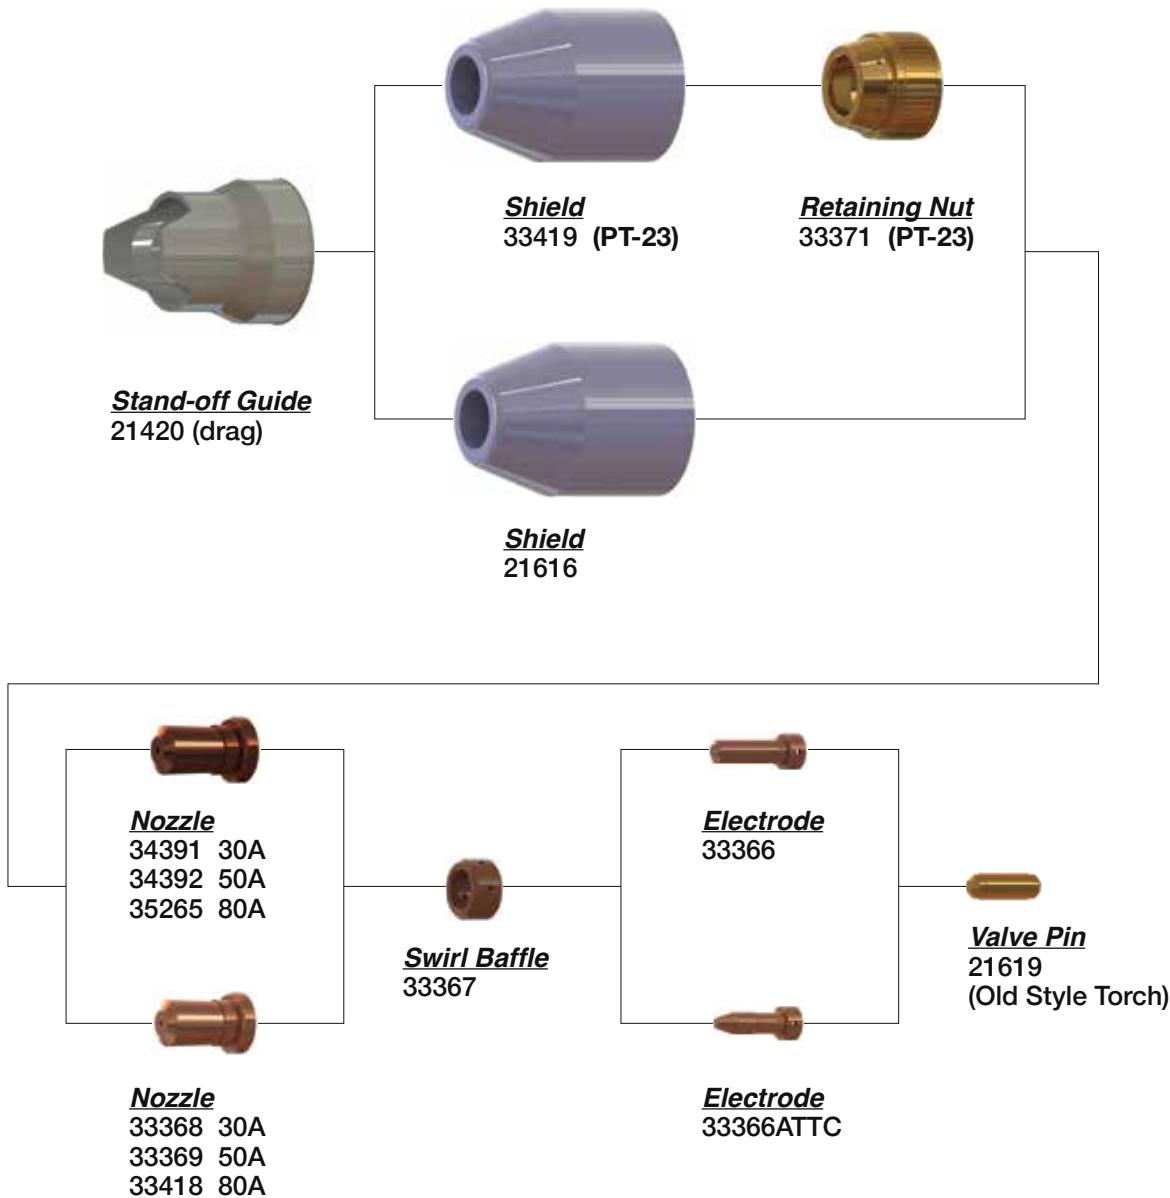 Shield
33419 (PT-23)
Retaining Nut
33371 (PT-23)
Stand-off Guide
21420 (drag)
Shield
21616
Nozzle
34391 30A
34392 50A
35265 80A
Electrode
33366
Swirl Baffle
33367
Valve Pin
21619
(Old Style Torch)
Nozzle
33368 30A
33369 50A
33418 80A
Electrode
33366ATTC